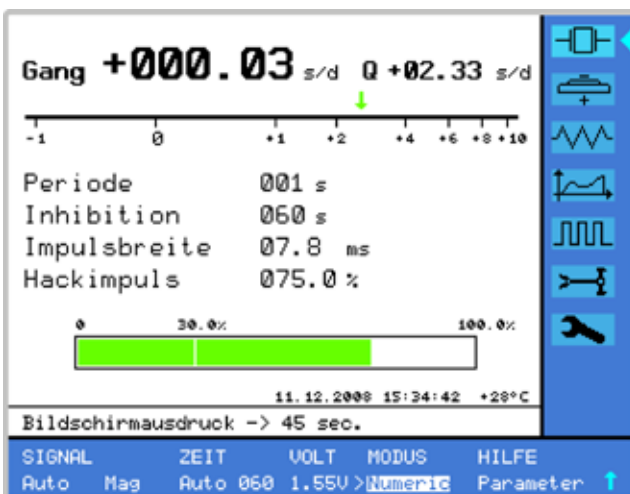 Gang +000.03 s/d Q +02.33 s/d
-1 0 +1 +2 +4 +6 +8 +10
Periode 001 s
Inhibition 060 s
Impulsbreite 07.8 ms
Hackimpuls 075.0 %
0 30.0% 100.0%
11.12.2008 15:34:42 +28°C
Bildschirmausdruck -> 45 sec.
SIGNAL ZEIT VOLT MODUS HILFE
Auto Mag Auto 060 1.55V >Numeric Parameter ↑